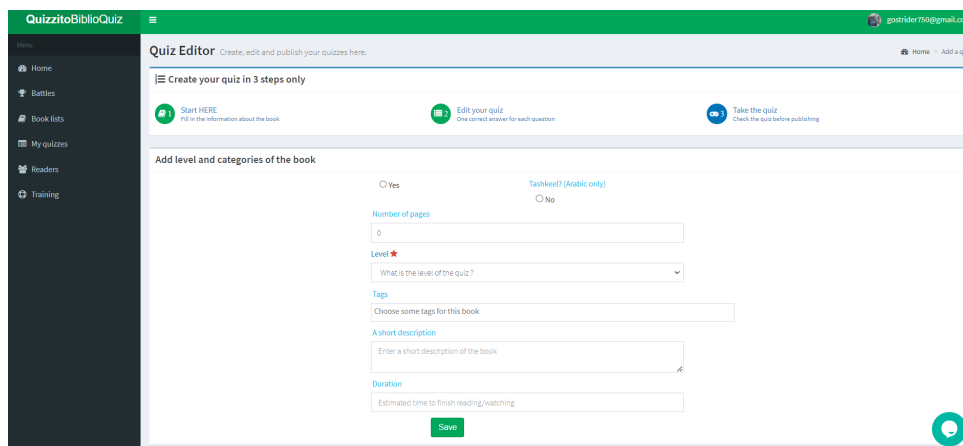 QuizzitoBiblioQuiz
gostrider750@gmail.co
Menu
Home
Battles
Book lists
My quizzes
Readers
Training
Quiz Editor Create, edit and publish your quizzes here.
Home > Add a q
Create your quiz in 3 steps only
1 Start HERE
Fill in the information about the book
2 Edit your quiz
One correct answer for each question
3 Take the quiz
Check the quiz before publishing
Add level and categories of the book
Yes Tashkeel? (Arabic only)
No
Number of pages
0
Level
What is the level of the quiz ?
Tags
Choose some tags for this book
A short description
Enter a short description of the book
Duration
Estimated time to finish reading/watching
Save